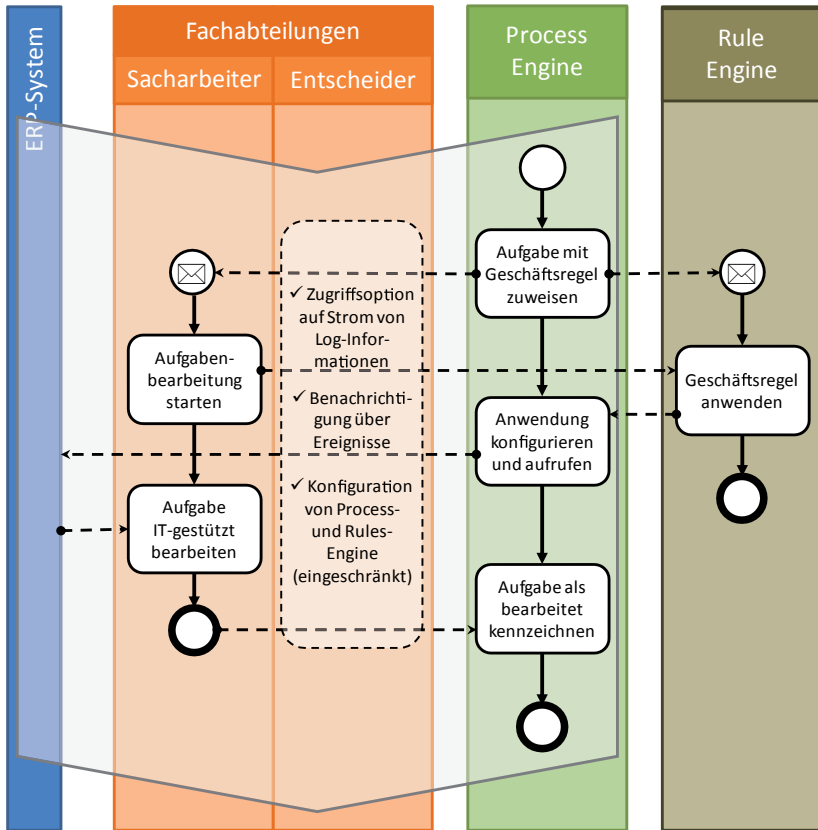 ERP-System
Fachabteilungen
Sacharbeiter
Entscheider
Process
Engine
Rule
Engine
Aufgabe mit
Geschäftsregel
zuweisen
✓ Zugriffsoption
auf Strom von
Log-Infor-
mationen
✓ Benachrichti-
gung über
Ereignisse
✓ Konfiguration
von Process-
und Rules-
Engine
(eingeschränkt)
Aufgaben-
bearbeitung
starten
Geschäftsregel
anwenden
Anwendung
konfigurieren
und aufrufen
Aufgabe
IT-gestützt
bearbeiten
Aufgabe als
bearbeitet
kennzeichnen